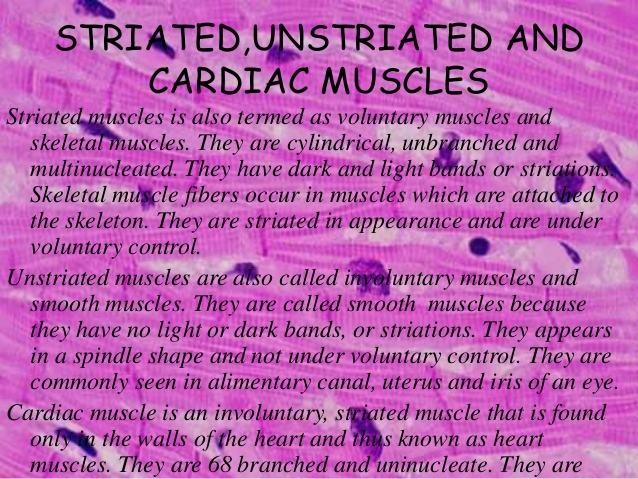 STRIATED,UNSTRIATED AND
CARDIAC MUSCLES
Striated muscles is also termed as voluntary muscles and
skeletal muscles. They are cylindrical, unbranched and
multinucleated. They have dark and light bands or striations.
Skeletal muscle fibers occur in muscles which are attached to
the skeleton. They are striated in appearance and are under
voluntary control.
Unstriated muscles are also called involuntary muscles and
smooth muscles. They are called smooth muscles because
they have no light or dark bands, or striations. They appears
in a spindle shape and not under voluntary control. They are
commonly seen in alimentary canal, uterus and iris of an eye.
Cardiac muscle is an involuntary, striated muscle that is found
only in the walls of the heart and thus known as heart
muscles. They are 68 branched and uninucleate. They are